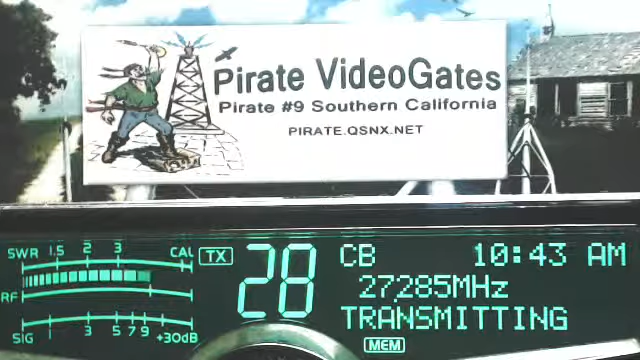 Pirate VideoGates
Pirate #9 Southern California
PIRATE.QSNX.NET
SWR 1.5 2 3 CAL
TX
28
CB
10:43 AM
27.285MHz
TRANSMITTING
MEM
RF
SIG 1 3 5 7 9 +30dB